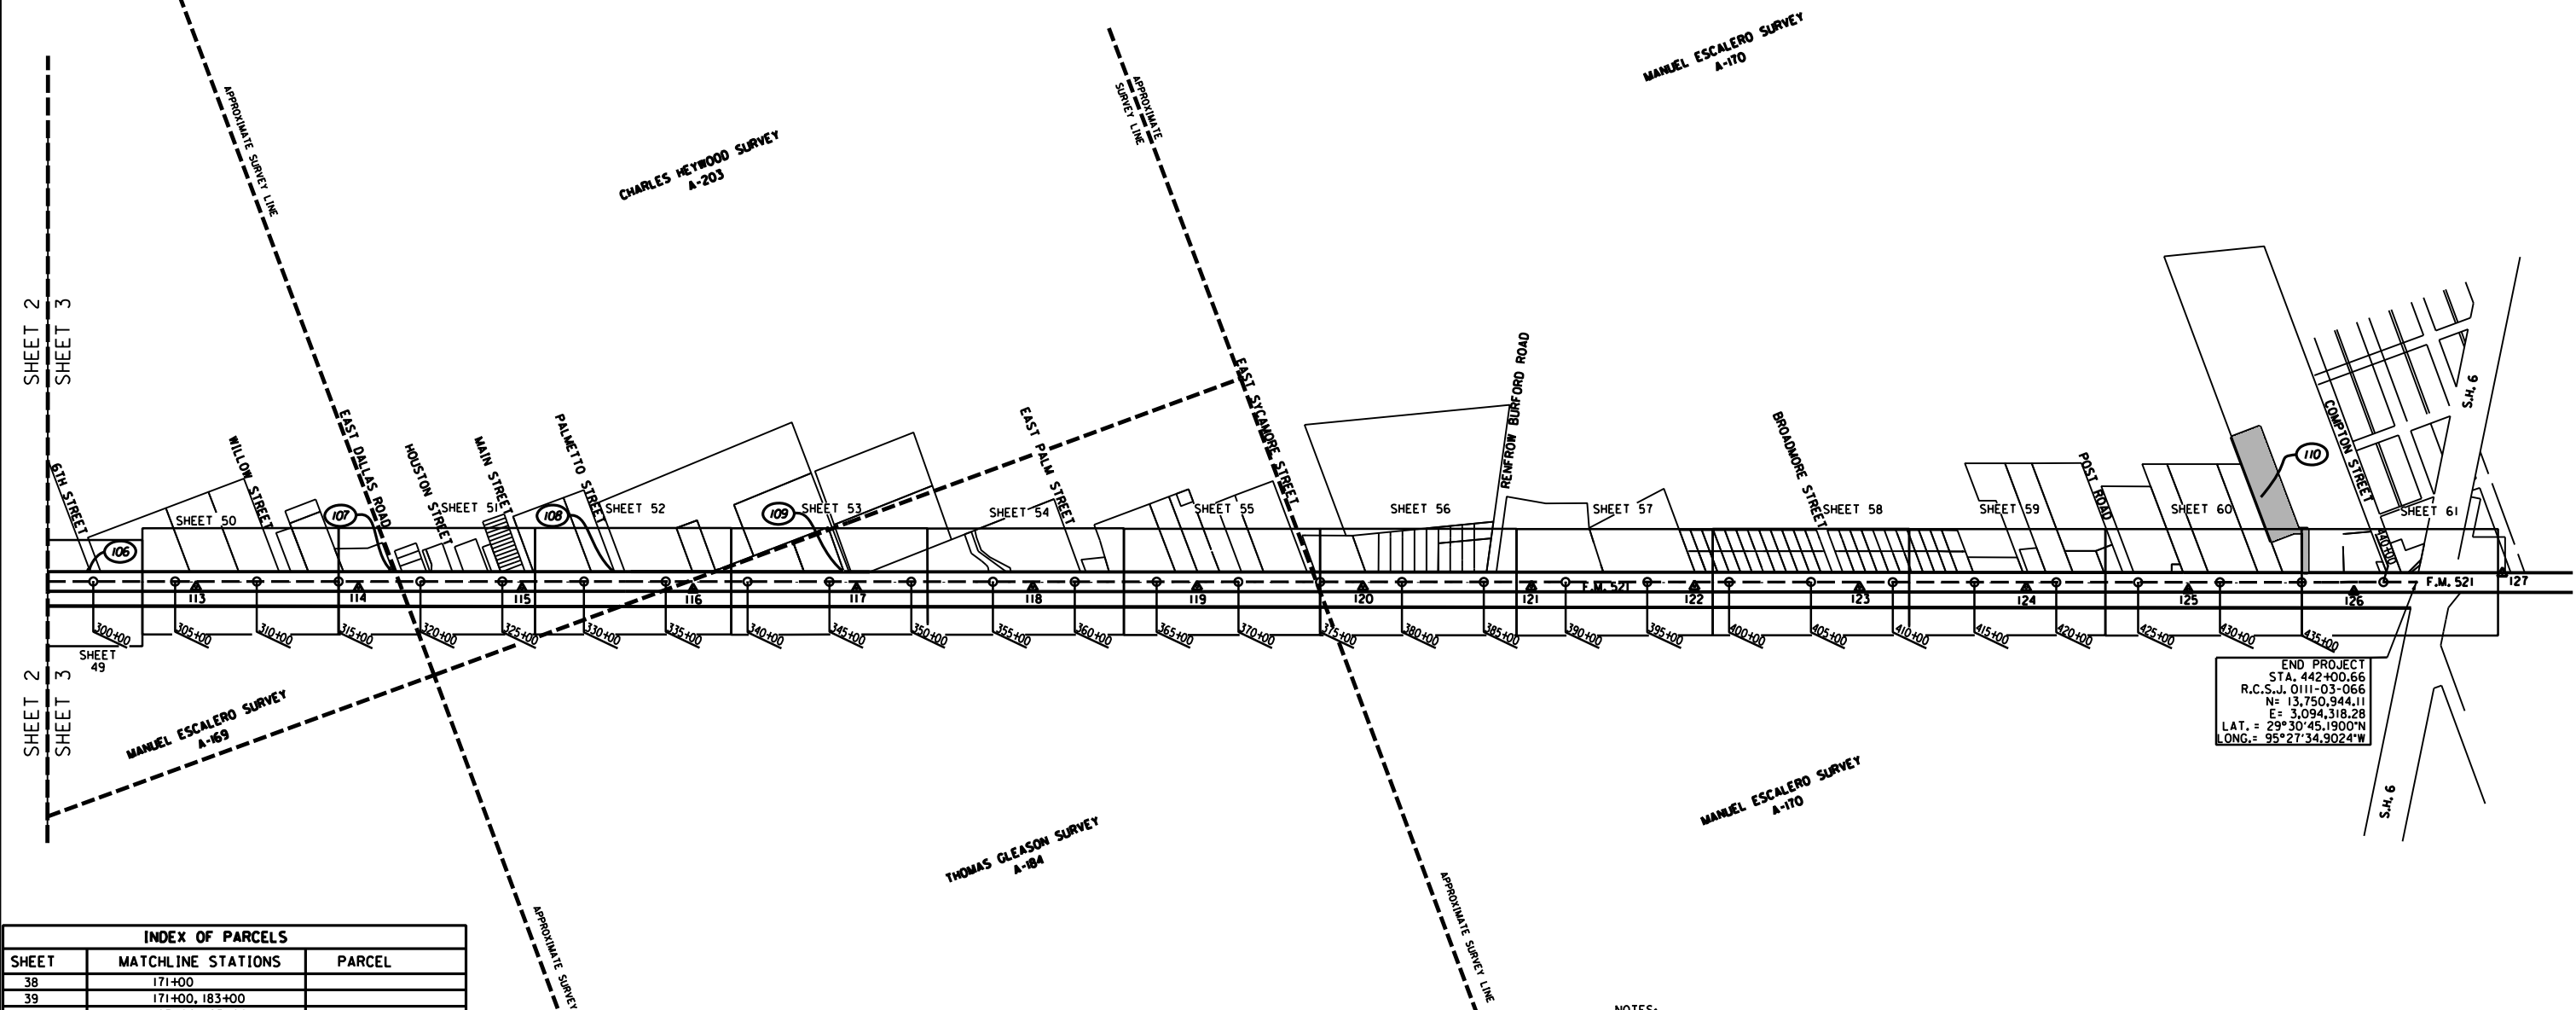 MANUEL ESCALERO SURVEY
A-170
APPROXIMATE SURVEY LINE
APPROXIMATE
SURVEY LINE
CHARLES HEYWOOD SURVEY
A-203
SHEET 2
SHEET 3
6TH STREET
WILLOW STREET
EAST DALLAS ROAD
HOUSTON STREET
MAIN STREET
PALMETTO STREET
EAST PALM STREET
EAST SYCAMORE STREET
RENFROW BURFORD ROAD
BROADMORE STREET
POST ROAD
COMPTON STREET
S.H. 6
SHEET 50
SHEET 51
SHEET 52
SHEET 53
SHEET 54
SHEET 55
SHEET 56
SHEET 57
SHEET 58
SHEET 59
SHEET 60
SHEET 61
106
107
108
109
110
440+00
113
114
115
116
117
118
119
120
121
F.M. 521
122
123
124
125
126
F.M. 521
127
300+00
305+00
310+00
315+00
320+00
325+00
330+00
335+00
340+00
345+00
350+00
355+00
360+00
365+00
370+00
375+00
380+00
385+00
390+00
395+00
400+00
405+00
410+00
415+00
420+00
425+00
430+00
435+00
SHEET
49
SHEET 2
SHEET 3
MANUEL ESCALERO SURVEY
A-169
END PROJECT
STA. 442+00.66
R.C.S.J. 0111-03-066
N= 13,750,944.11
E= 3,094,318.28
LAT. = 29°30'45.1900"N
LONG.= 95°27'34.9024"W
THOMAS GLEASON SURVEY
A-184
MANUEL ESCALERO SURVEY
A-170
S.H. 6
APPROXIMATE SURVEY
APPROXIMATE SURVEY LINE
INDEX OF PARCELS
SHEET MATCHLINE STATIONS PARCEL
38 171+00
39 171+00, 183+00
NOTES: